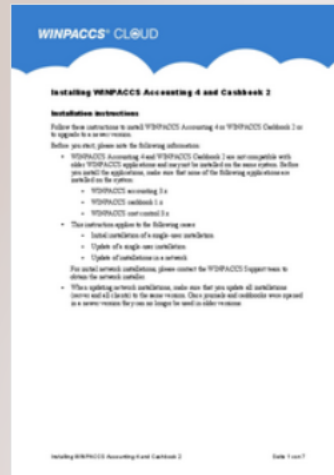 WINPACCS® CLOUD
Installing WINPACCS Accounting 4 and Cashbook 2
Installation instructions
Follow these instructions to install WINPACCS Accounting 4 or WINPACCS Cashbook 2 or
to upgrade to a newer version.
Before you start, please note the following information:
• WINPACCS Accounting 4 and WINPACCS Cashbook 2 are not compatible with
older WINPACCS applications and may not be installed on the same system. Before
you install the applications, make sure that none of the following applications are
installed on the system:
• WINPACCS accounting 3.x
• WINPACCS cashbook 1.x
• WINPACCS cost control 3.x
• This instruction applies to the following cases:
• Initial installation of a single-user installation
• Update of a single-user installation
• Update of installations in a network
For initial network installations, please contact the WINPACCS Support team to
obtain the network installer.
• When updating network installations, make sure that you update all installations
(server and all clients) to the same version. Once journals and cashbooks were opened
in a newer version they can no longer be used in older versions.
Installing WINPACCS Accounting 4 and Cashbook 2
Seite 1 von 7